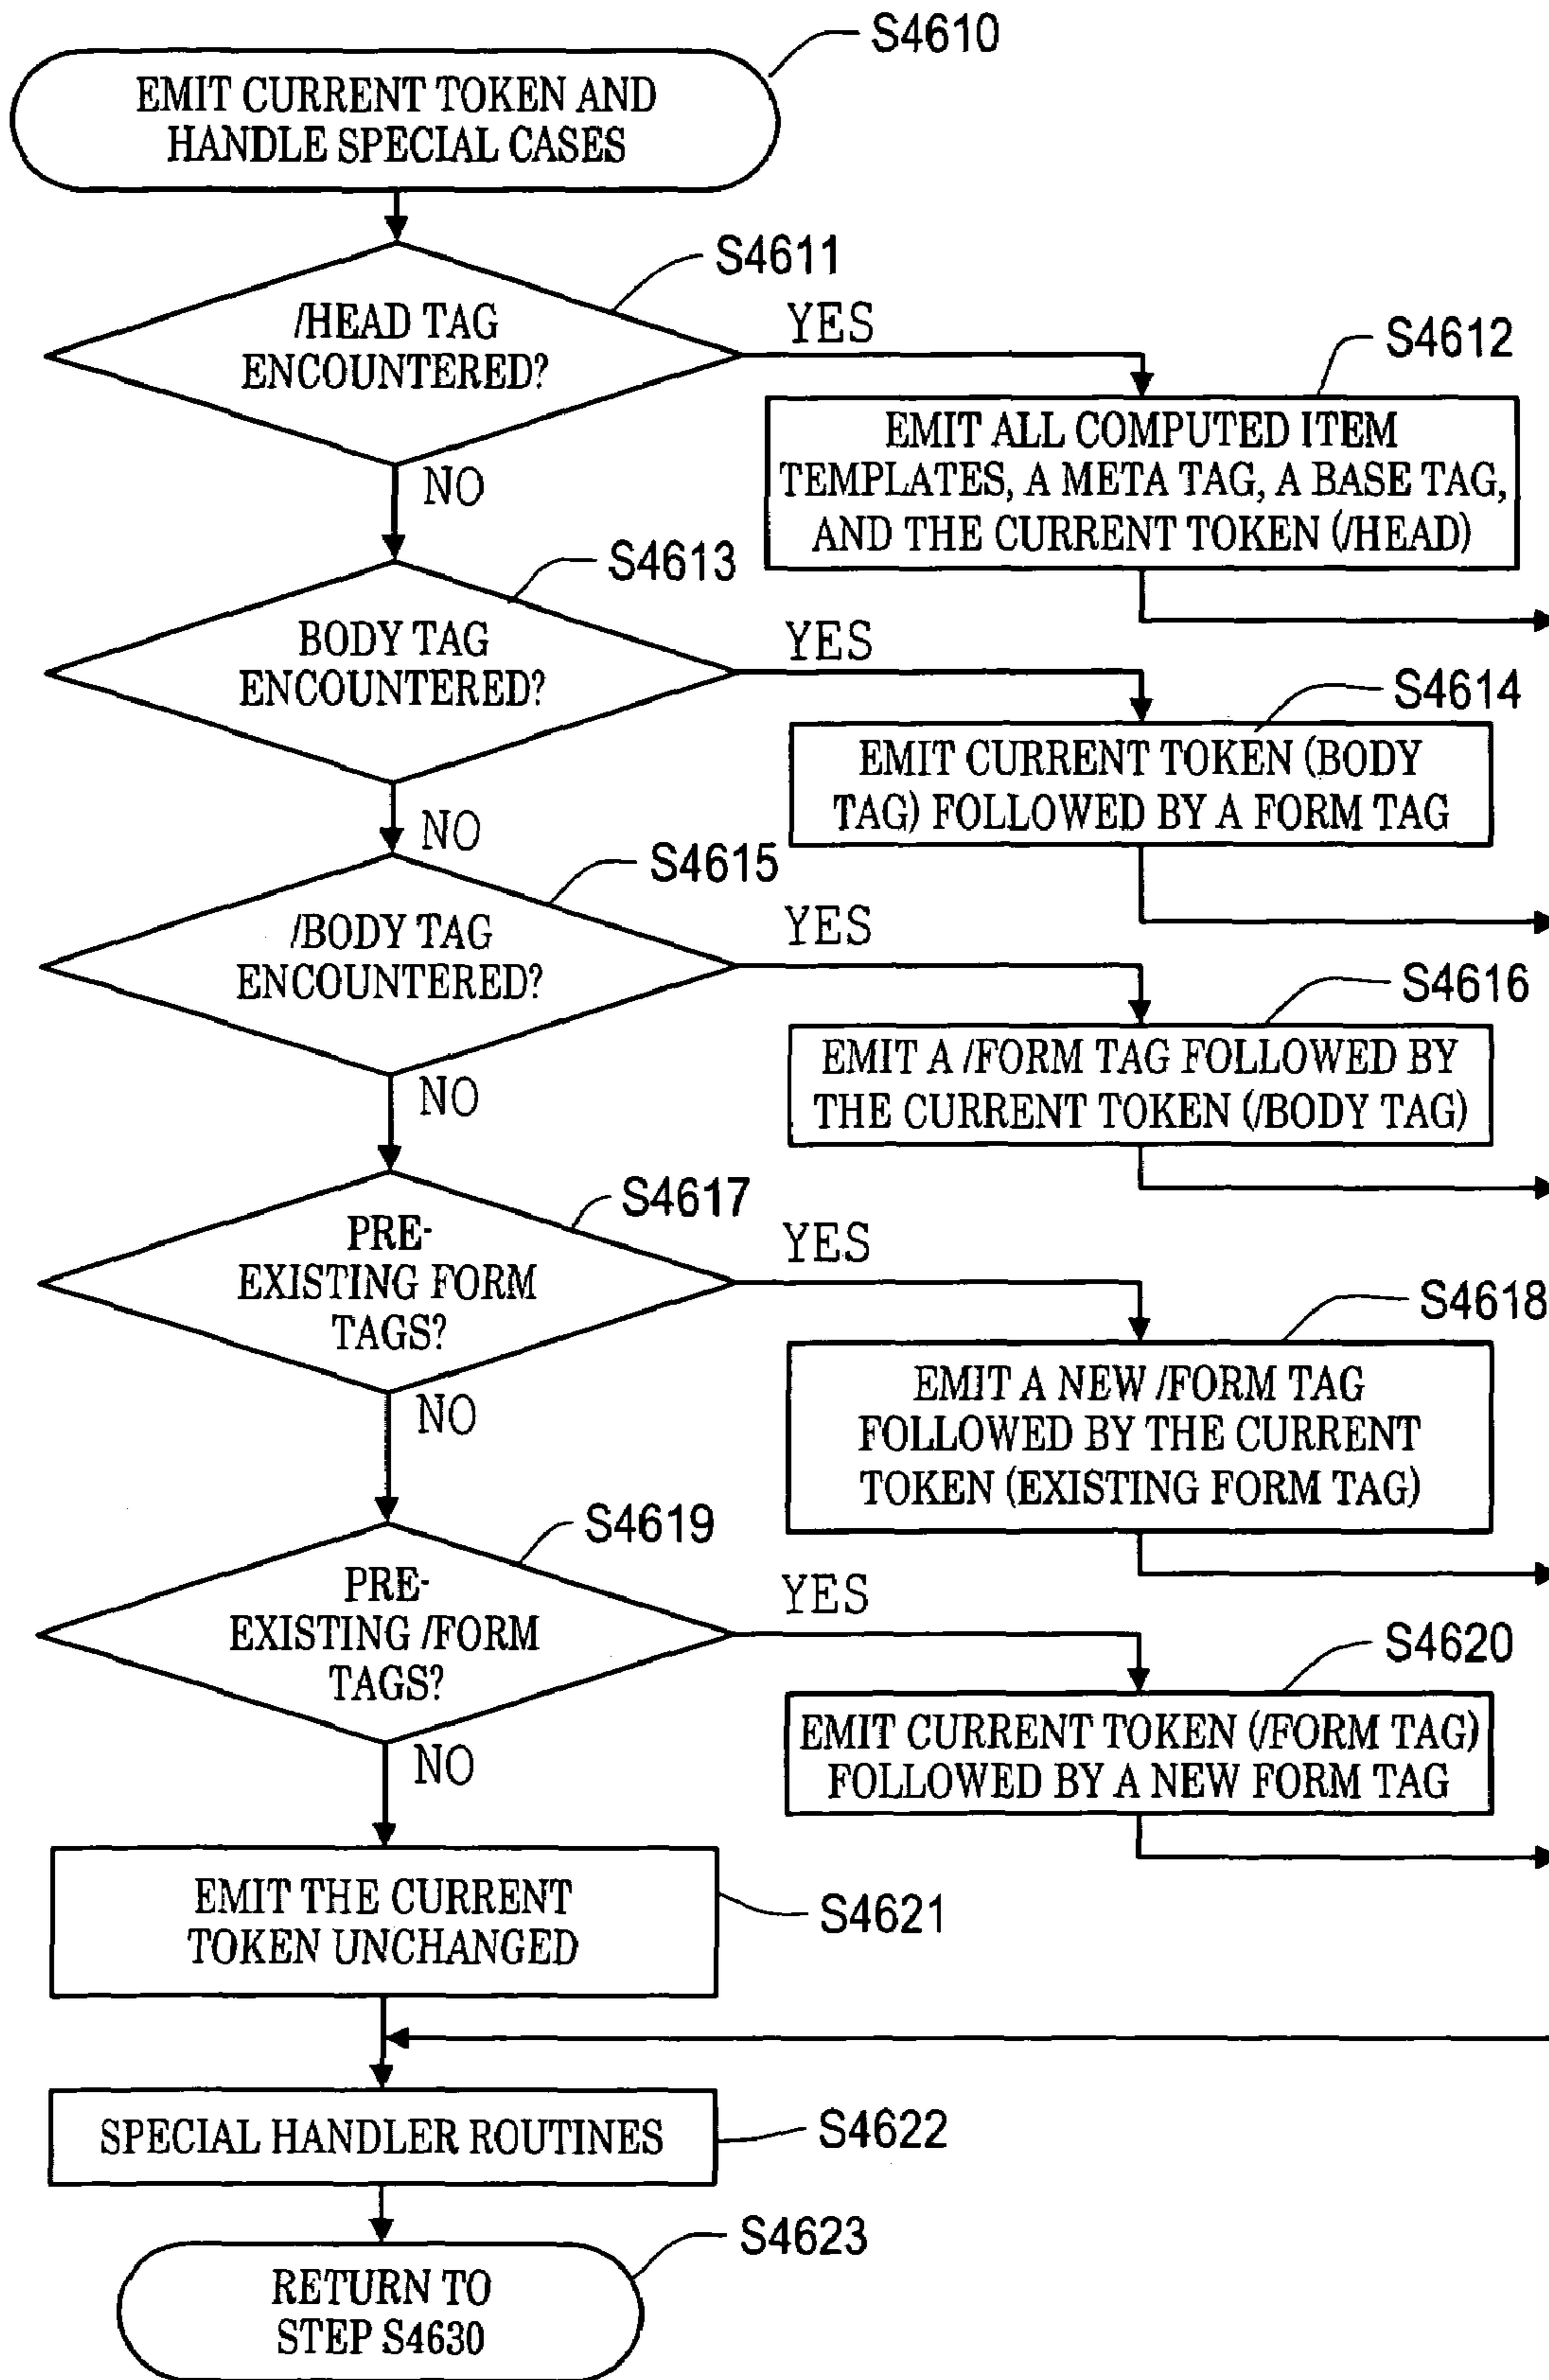 S4610
EMIT CURRENT TOKEN AND
HANDLE SPECIAL CASES
S4611
/HEAD TAG
ENCOUNTERED?
YES
NO
S4612
EMIT ALL COMPUTED ITEM
TEMPLATES, A META TAG, A BASE TAG,
AND THE CURRENT TOKEN (/HEAD)
S4613
BODY TAG
ENCOUNTERED?
YES
NO
S4614
EMIT CURRENT TOKEN (BODY
TAG) FOLLOWED BY A FORM TAG
S4615
/BODY TAG
ENCOUNTERED?
YES
NO
S4616
EMIT A /FORM TAG FOLLOWED BY
THE CURRENT TOKEN (/BODY TAG)
S4617
PRE-
EXISTING FORM
TAGS?
YES
NO
S4618
EMIT A NEW /FORM TAG
FOLLOWED BY THE CURRENT
TOKEN (EXISTING FORM TAG)
S4619
PRE-
EXISTING /FORM
TAGS?
YES
NO
S4620
EMIT CURRENT TOKEN (/FORM TAG)
FOLLOWED BY A NEW FORM TAG
EMIT THE CURRENT
TOKEN UNCHANGED
S4621
SPECIAL HANDLER ROUTINES
S4622
S4623
RETURN TO
STEP S4630